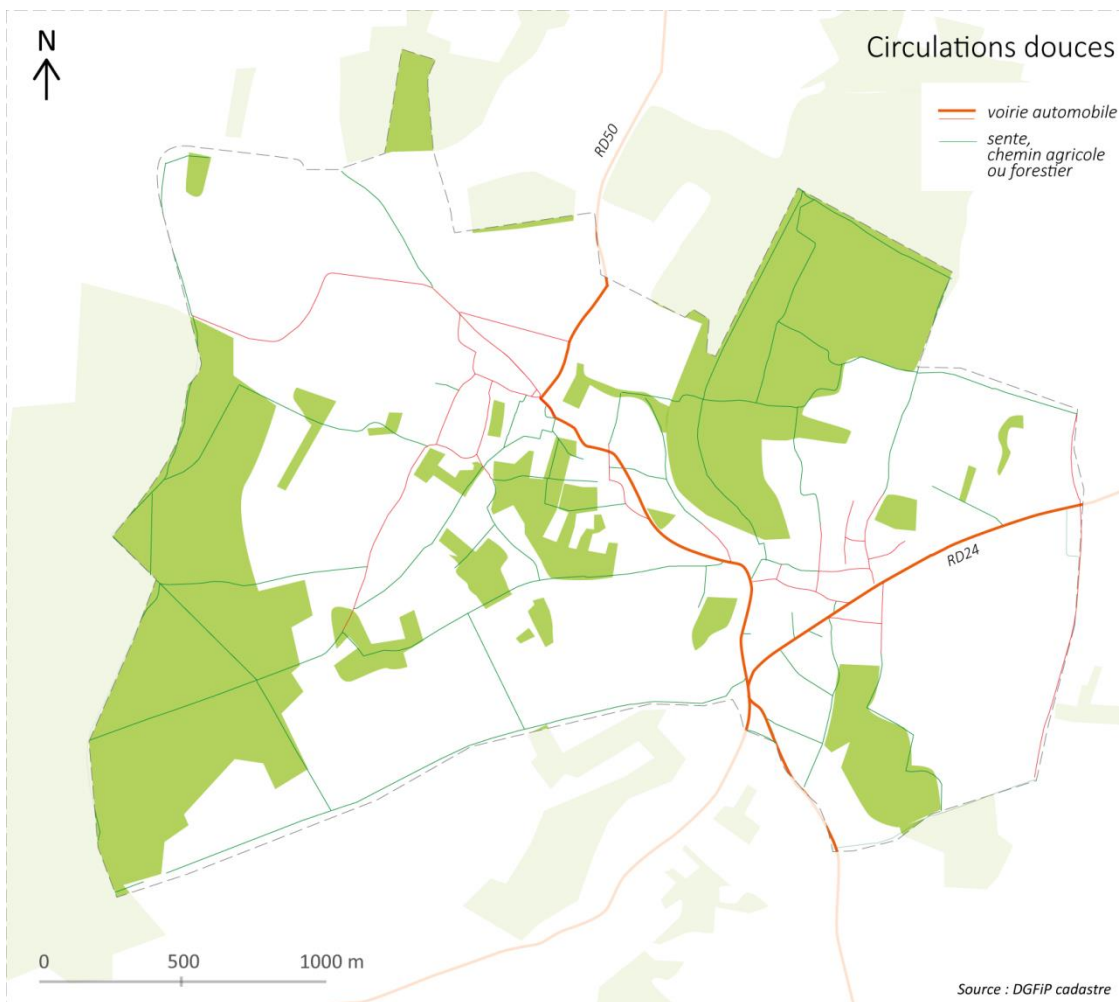 N
Circulations douces
voirie automobile
sente,
chemin agricole
ou forestier
RD50
RD24
0 500 1000 m
Source : DGFiP cadastre